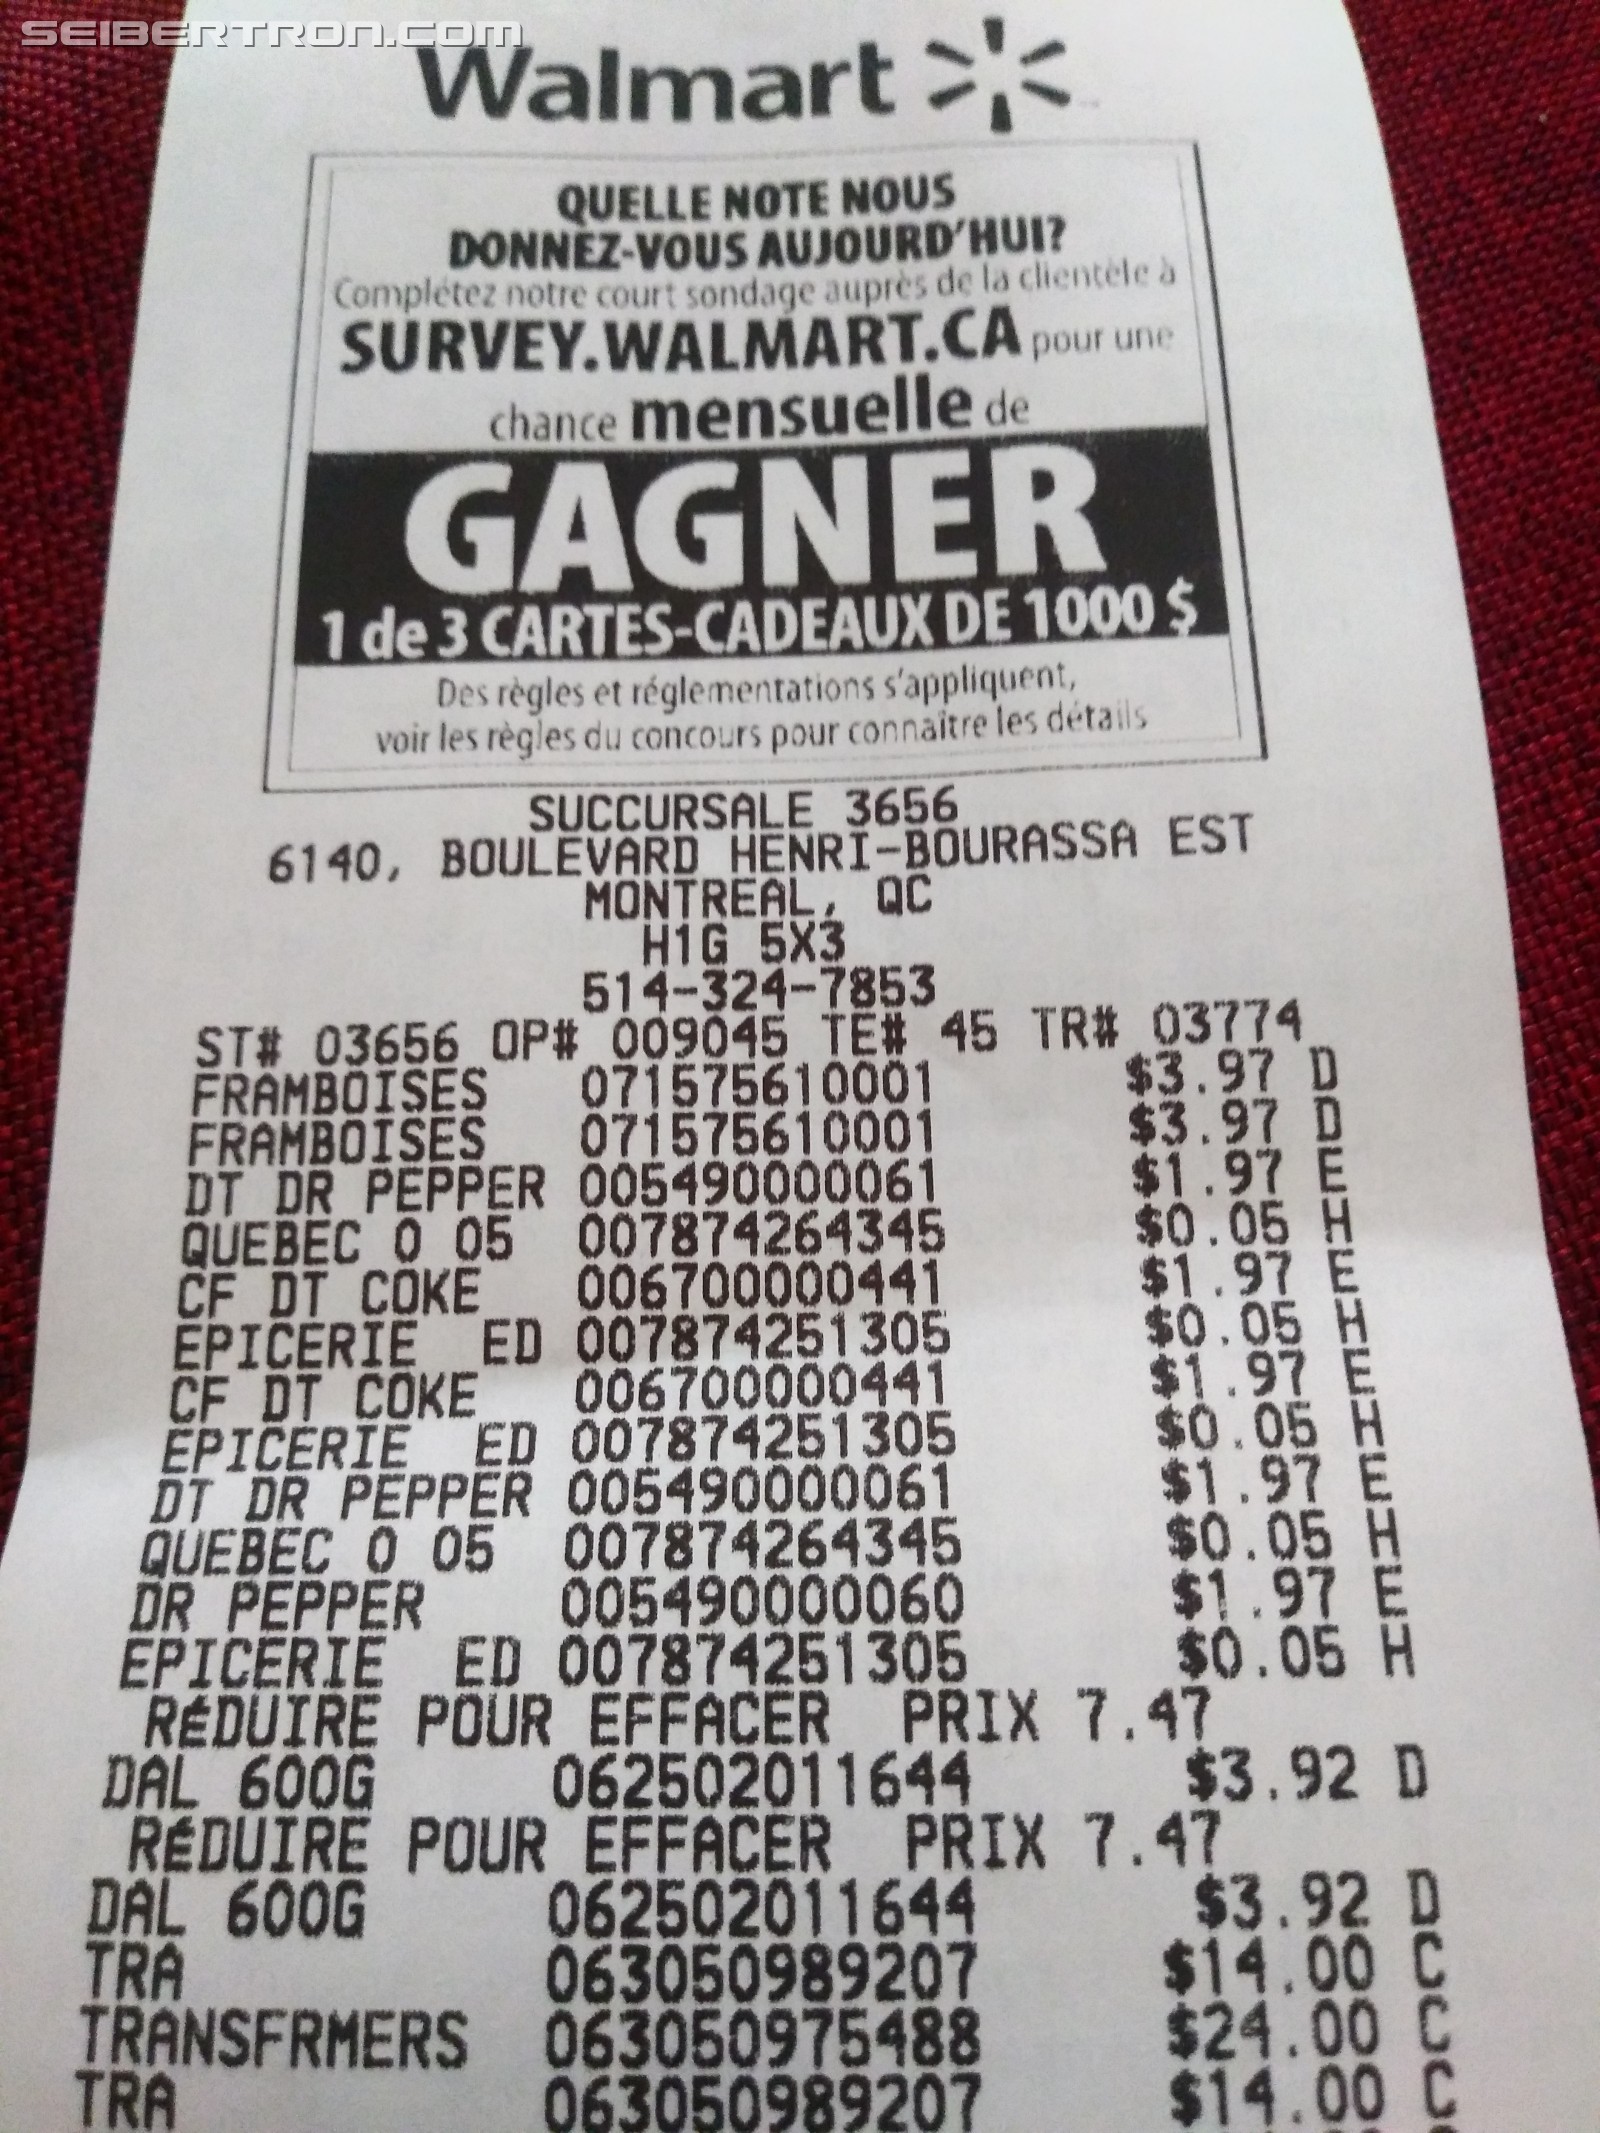 SEIBERTRON.com
Walmart
QUELLE NOTE NOUS
DONNEZ-VOUS AUJOURD'HUI?
Complétez notre court sondage auprès de la clientèle à
SURVEY.WALMART.CA pour une
chance mensuelle de
GAGNER
1 de 3 CARTES-CADEAUX DE 1000 $
Des règles et réglementations s'appliquent,
voir les règles du concours pour connaître les détails
SUCCURSALE 3656
6140, BOULEVARD HENRI-BOURASSA EST
MONTREAL, QC
H1G 5X3
514-324-7853
ST# 03656 OP# 009045 TE# 45 TR# 03774
FRAMBOISES 071575610001 $3.97 D
FRAMBOISES 071575610001 $3.97 D
DT DR PEPPER 005490000061 $1.97 E
QUEBEC 0 05 007874264345 $0.05 H
CF DT COKE 006700000441 $1.97 E
EPICERIE ED 007874251305 $0.05 H
CF DT COKE 006700000441 $1.97 E
EPICERIE ED 007874251305 $0.05 H
DT DR PEPPER 005490000061 $1.97 E
QUEBEC 0 05 007874264345 $0.05 H
DR PEPPER 005490000060 $1.97 E
EPICERIE ED 007874251305 $0.05 H
RÉDUIRE POUR EFFACER PRIX 7.47
DAL 600G 062502011644 $3.92 D
RÉDUIRE POUR EFFACER PRIX 7.47
DAL 600G 062502011644 $3.92 D
TRA 063050989207 $14.00 C
TRANSFRMERS 063050975488 $24.00 C
TRA 063050989207 $14.00 C